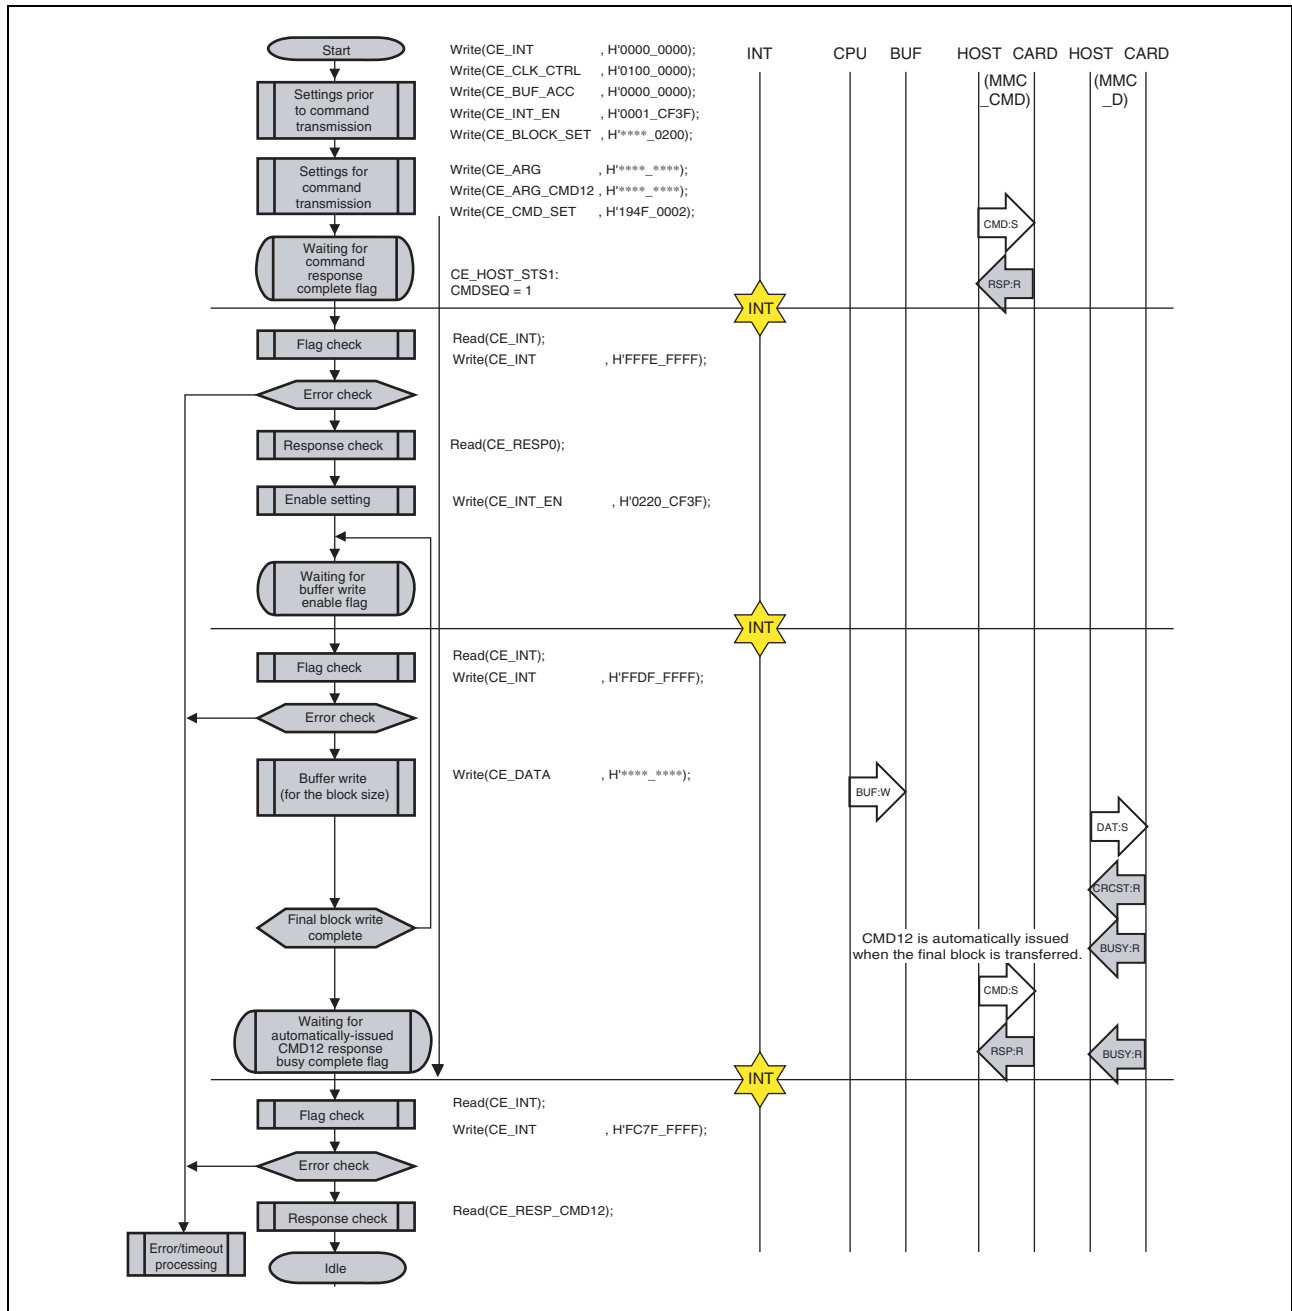 Start
Write(CE_INT , H'0000_0000);
INT
CPU
BUF
HOST CARD HOST CARD
Write(CE_CLK_CTRL , H'0100_0000);
(MMC
_CMD)
(MMC
_D)
Settings prior
to command
transmission
Write(CE_BUF_ACC , H'0000_0000);
Write(CE_INT_EN , H'0001_CF3F);
Write(CE_BLOCK_SET , H'****_0200);
Settings for
command
transmission
Write(CE_ARG , H'****_****);
Write(CE_ARG_CMD12 , H'****_****);
Write(CE_CMD_SET , H'194F_0002);
CMD:S
Waiting for
command
response
complete flag
CE_HOST_STS1:
CMDSEQ = 1
RSP:R
INT
Flag check
Read(CE_INT);
Write(CE_INT , H'FFFE_FFFF);
Error check
Response check
Read(CE_RESP0);
Enable setting
Write(CE_INT_EN , H'0220_CF3F);
Waiting for
buffer write
enable flag
INT
Flag check
Read(CE_INT);
Write(CE_INT , H'FFDF_FFFF);
Error check
Buffer write
(for the block size)
Write(CE_DATA , H'****_****);
BUF:W
DAT:S
CRCST:R
Final block write
complete
CMD12 is automatically issued
when the final block is transferred.
BUSY:R
CMD:S
Waiting for
automatically-issued
CMD12 response
busy complete flag
RSP:R
BUSY:R
INT
Flag check
Read(CE_INT);
Write(CE_INT , H'FC7F_FFFF);
Error check
Response check
Read(CE_RESP_CMD12);
Error/timeout
processing
Idle